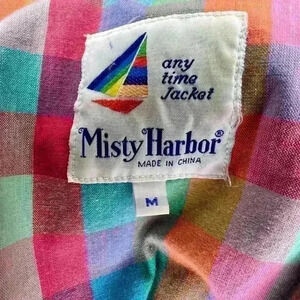 any
time
Jacket
Misty Harbor®
MADE IN CHINA
M